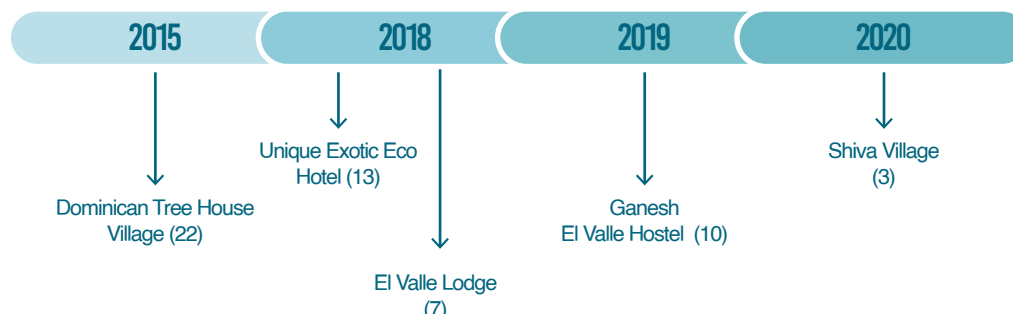 2015
2018
2019
2020
Unique Exotic Eco
Hotel (13)
Shiva Village
(3)
Dominican Tree House
Village (22)
Ganesh
El Valle Hostel (10)
El Valle Lodge
(7)